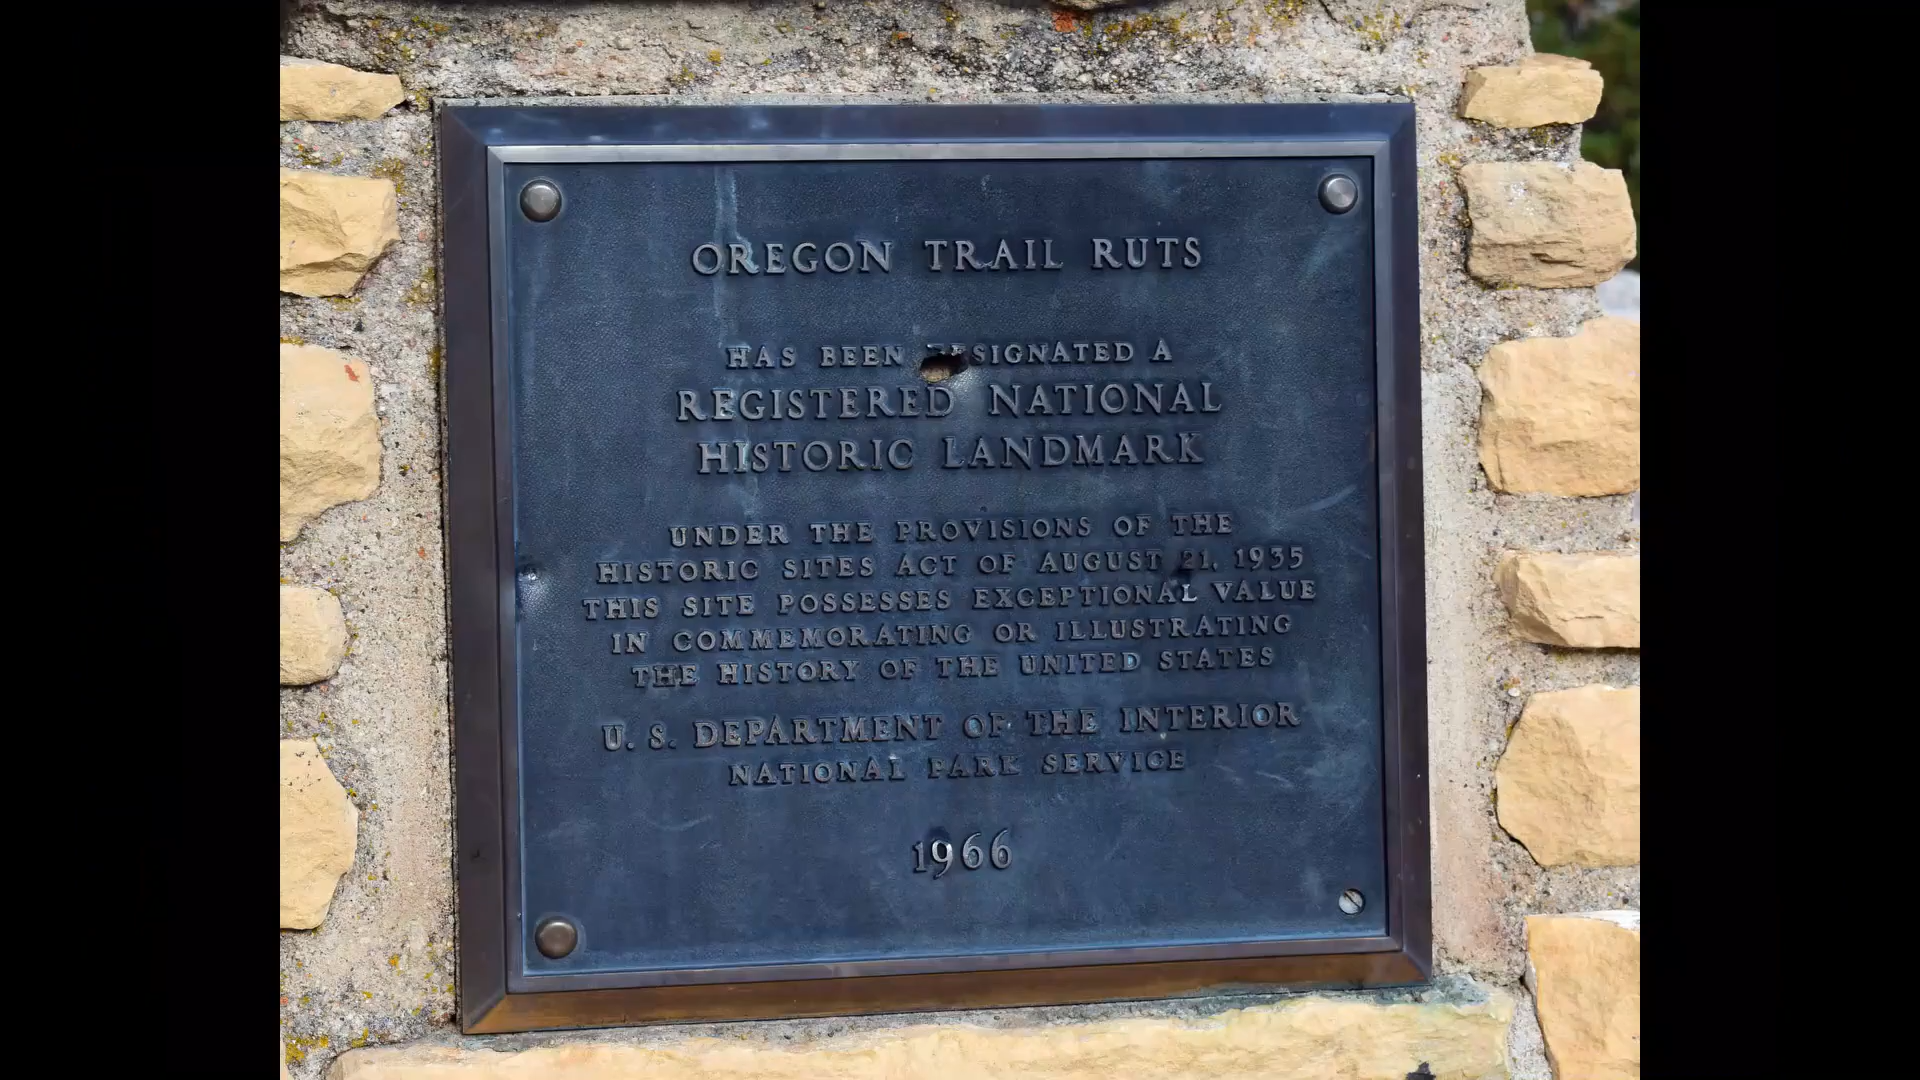 OREGON TRAIL RUTS
HAS BEEN DESIGNATED A
REGISTERED NATIONAL
HISTORIC LANDMARK
UNDER THE PROVISIONS OF THE
HISTORIC SITES ACT OF AUGUST 21, 1935
THIS SITE POSSESSES EXCEPTIONAL VALUE
IN COMMEMORATING OR ILLUSTRATING
THE HISTORY OF THE UNITED STATES
U. S. DEPARTMENT OF THE INTERIOR
NATIONAL PARK SERVICE
1966